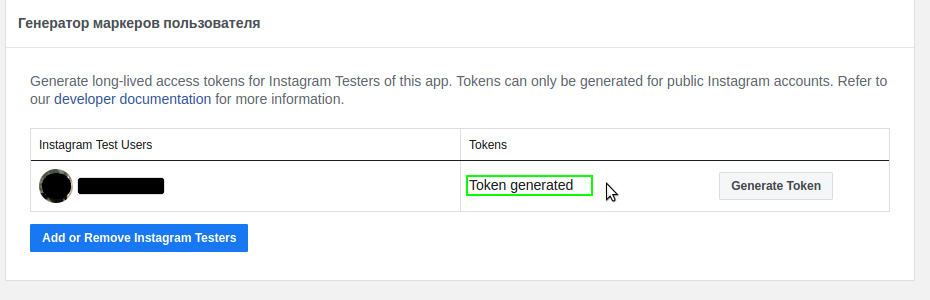 Генератор маркеров пользователя
Generate long-lived access tokens for Instagram Testers of this app. Tokens can only be generated for public Instagram accounts. Refer to
our developer documentation for more information.
Instagram Test Users
Tokens
Token generated
Generate Token
Add or Remove Instagram Testers